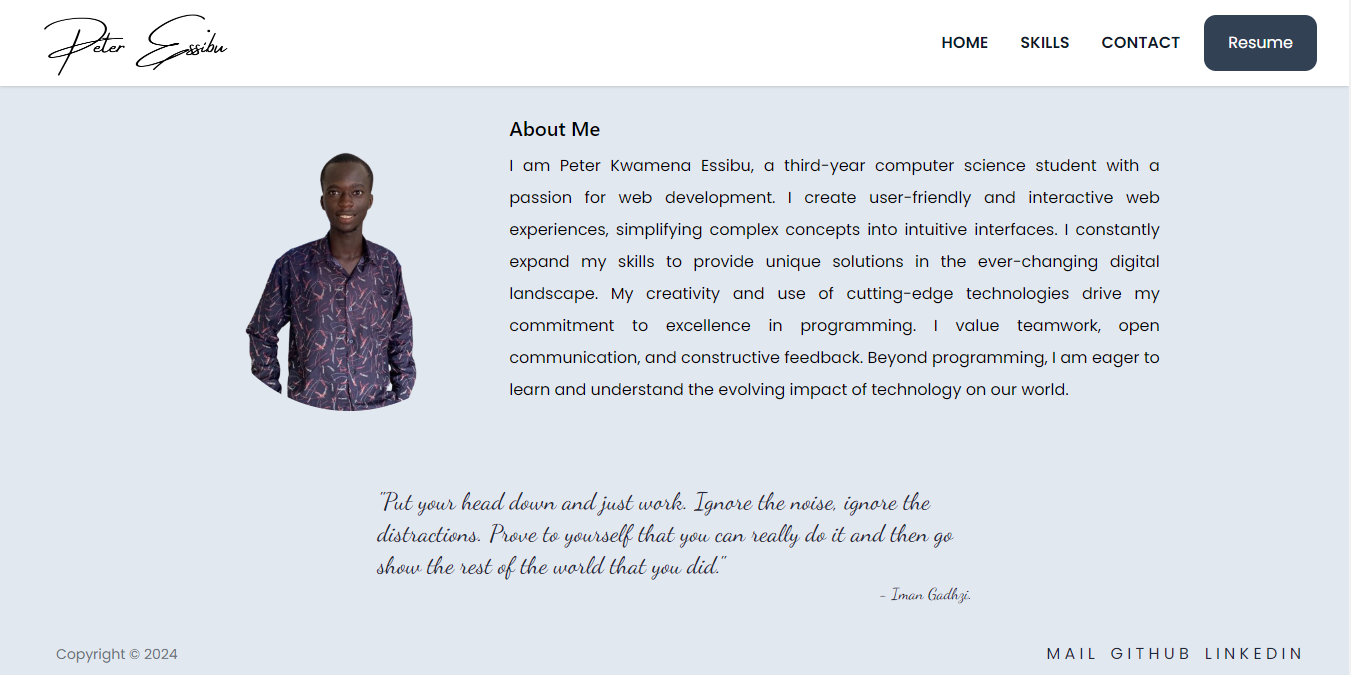 Peter Essibu
HOME SKILLS CONTACT Resume
About Me
I am Peter Kwamena Essibu, a third-year computer science student with a
passion for web development. I create user-friendly and interactive web
experiences, simplifying complex concepts into intuitive interfaces. I constantly
expand my skills to provide unique solutions in the ever-changing digital
landscape. My creativity and use of cutting-edge technologies drive my
commitment to excellence in programming. I value teamwork, open
communication, and constructive feedback. Beyond programming, I am eager to
learn and understand the evolving impact of technology on our world.
"Put your head down and just work. Ignore the noise, ignore the
distractions. Prove to yourself that you can really do it and then go
show the rest of the world that you did."
- Iman Gadhzi.
Copyright © 2024
MAIL GITHUB LINKEDIN